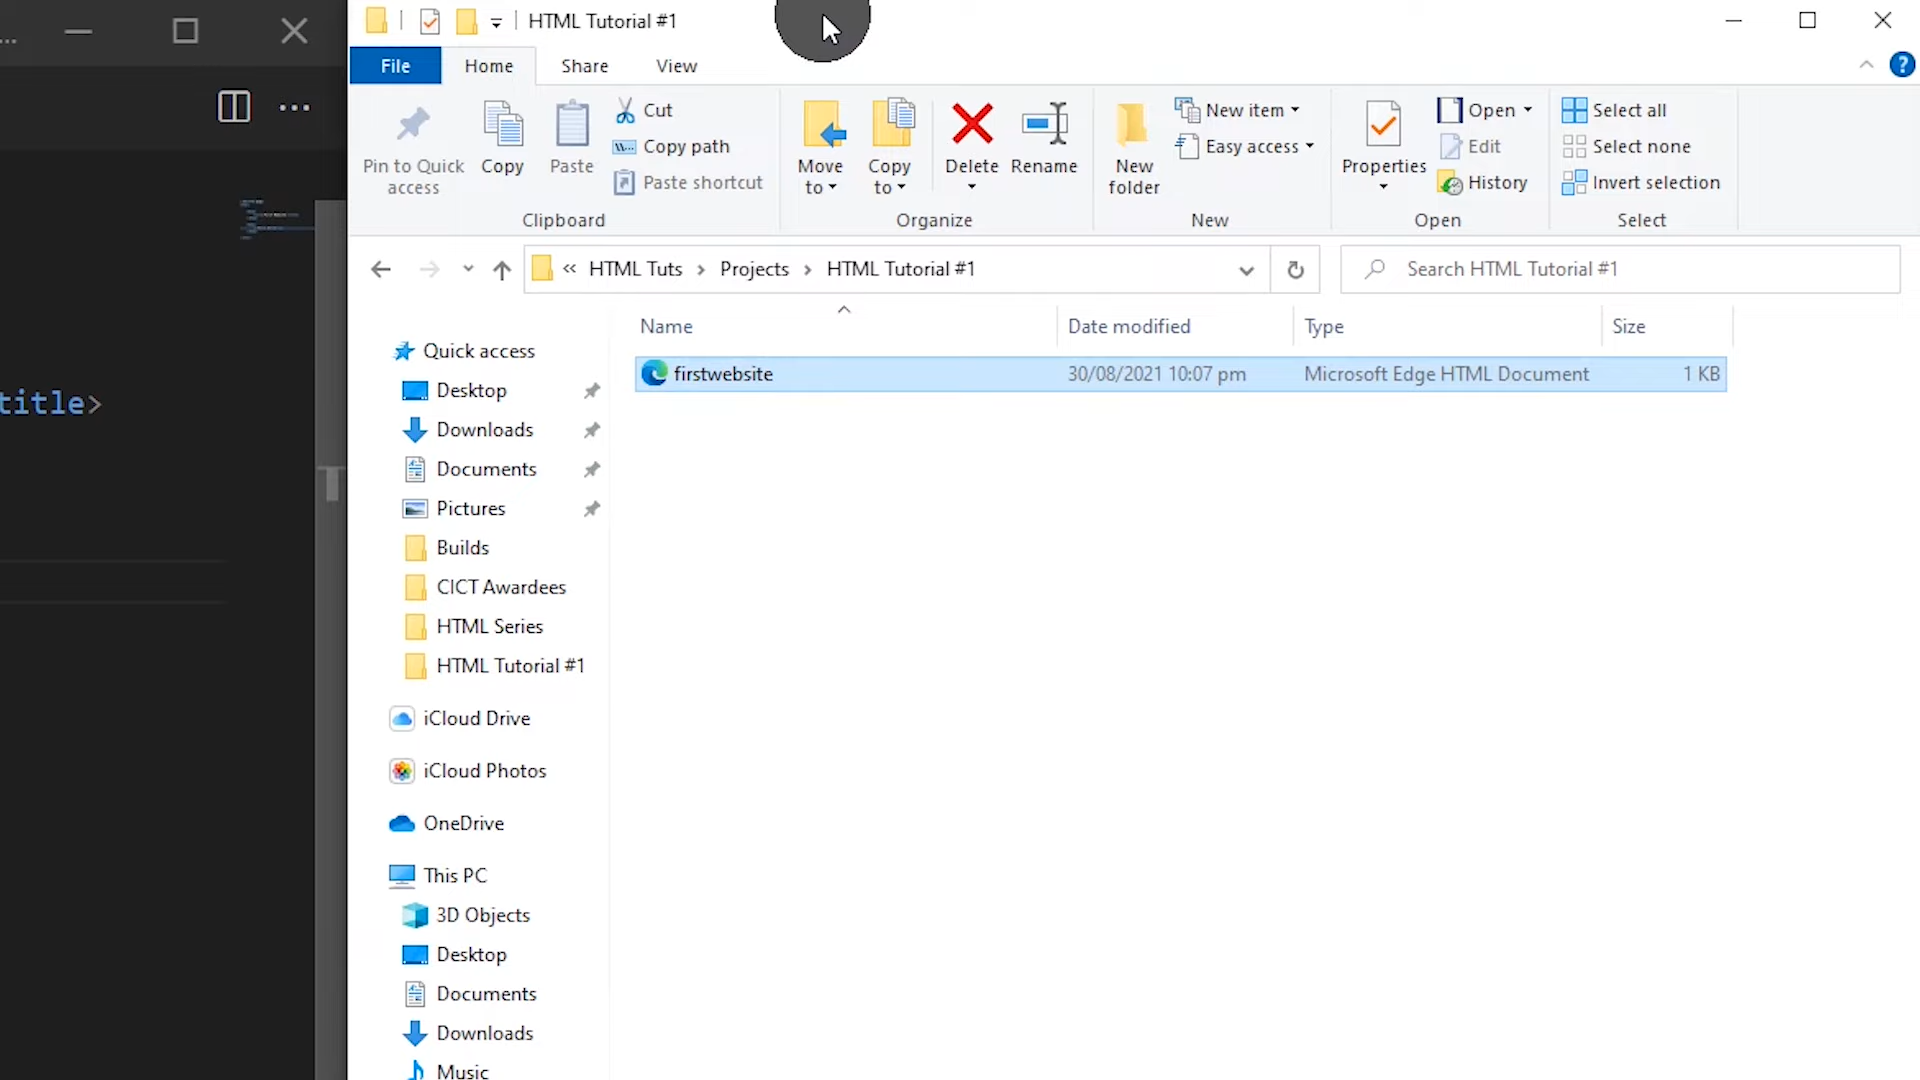 HTML Tutorial #1
File
Home
Share
View
Pin to Quick access
Copy
Paste
Cut
Copy path
Paste shortcut
Clipboard
Move to
Copy to
Delete
Rename
Organize
New folder
New item
Easy access
New
Properties
Open
Edit
History
Open
Select all
Select none
Invert selection
Select
« HTML Tuts > Projects > HTML Tutorial #1
Search HTML Tutorial #1
Name
Date modified
Type
Size
firstwebsite
30/08/2021 10:07 pm
Microsoft Edge HTML Document
1 KB
Quick access
Desktop
Downloads
Documents
Pictures
Builds
CICT Awardees
HTML Series
HTML Tutorial #1
iCloud Drive
iCloud Photos
OneDrive
This PC
3D Objects
Desktop
Documents
Downloads
Music
title>
T